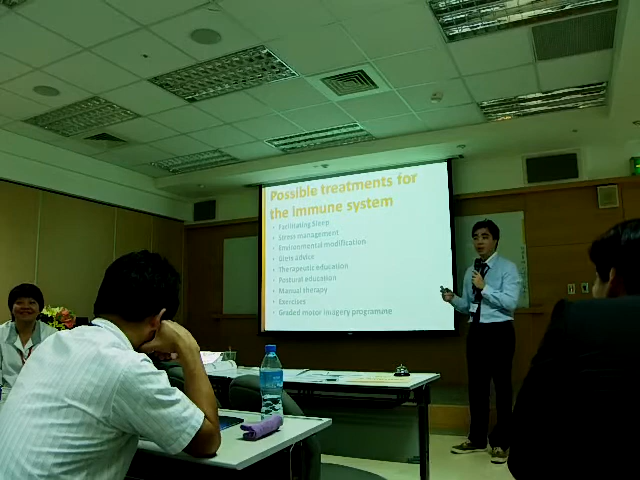 Possible treatments for
the immune system
• Facilitating Sleep
• Stress management
• Environmental modification
• Diets advice
• Therapeutic education
• Postural education
• Manual therapy
• Exercises
• Graded motor imagery programme